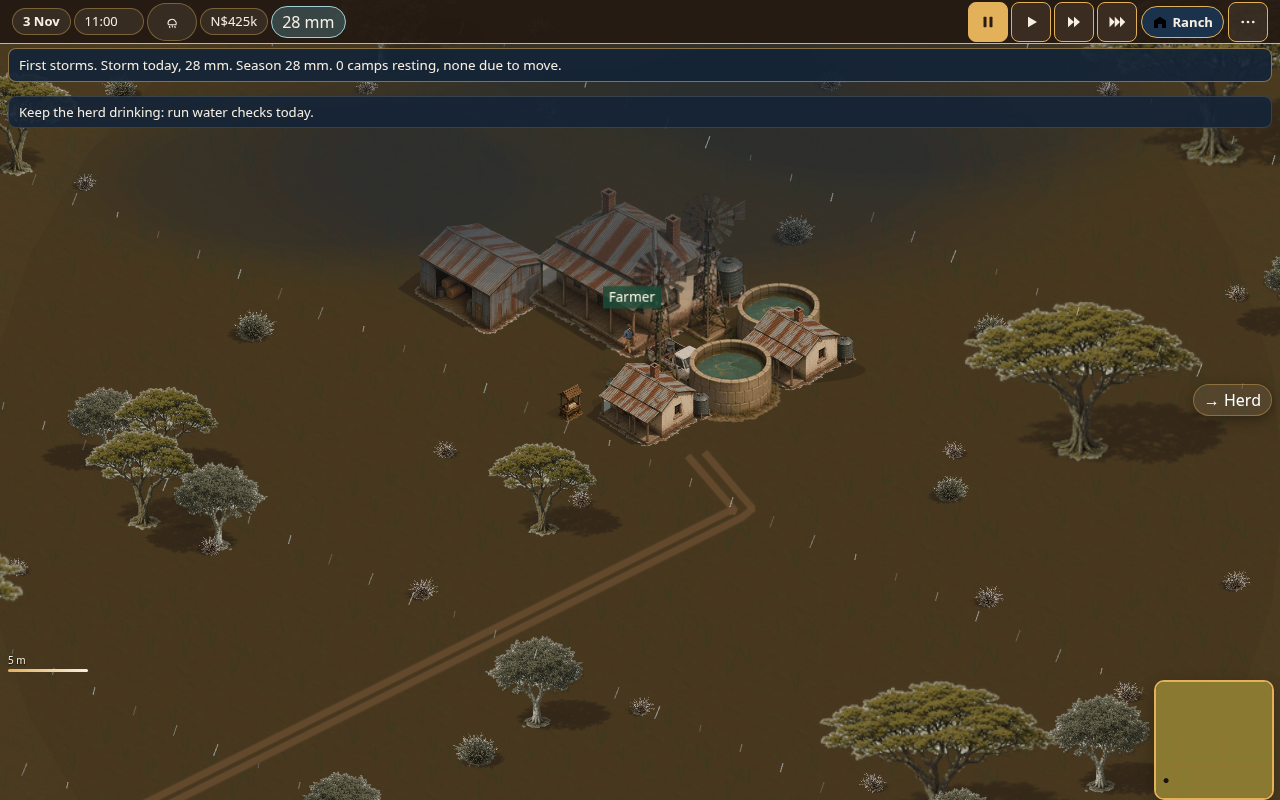 3 Nov 11:00 N$425k 28 mm Ranch ...
First storms. Storm today, 28 mm. Season 28 mm. 0 camps resting, none due to move.
Keep the herd drinking: run water checks today.
Farmer
→ Herd
5 m